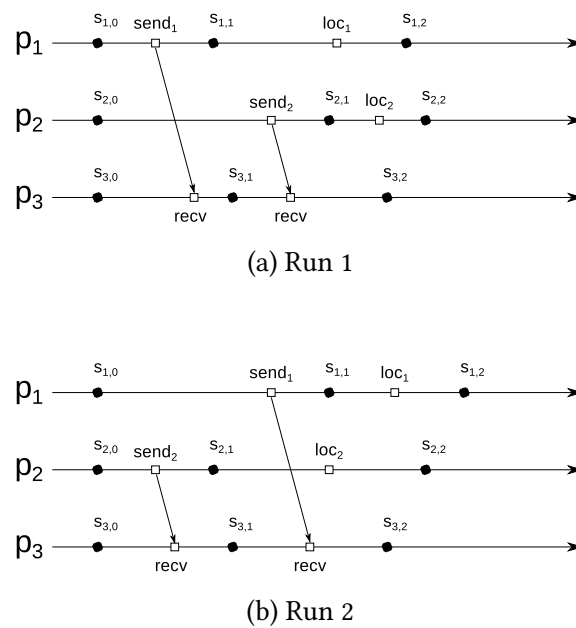 s1,0 send1 s1,1 loc1 s1,2
p1
s2,0 send2 s2,1 loc2 s2,2
p2
s3,0 s3,1 s3,2
p3
recv recv
(a) Run 1
s1,0 send1 s1,1 loc1 s1,2
p1
s2,0 send2 s2,1 loc2 s2,2
p2
s3,0 s3,1 s3,2
p3
recv recv
(b) Run 2